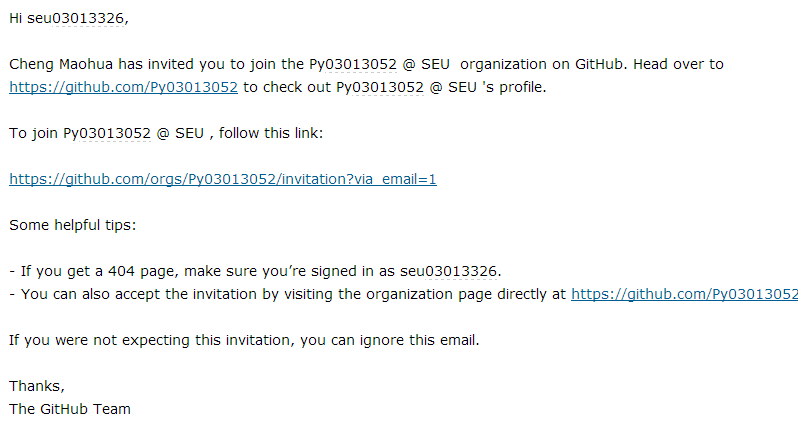 Hi seu03013326,
Cheng Maohua has invited you to join the Py03013052 @ SEU  organization on GitHub. Head over to
https://github.com/Py03013052 to check out Py03013052 @ SEU 's profile.
To join Py03013052 @ SEU , follow this link:
https://github.com/orgs/Py03013052/invitation?via_email=1
Some helpful tips:
- If you get a 404 page, make sure you’re signed in as seu03013326.
- You can also accept the invitation by visiting the organization page directly at https://github.com/Py03013052
If you were not expecting this invitation, you can ignore this email.
Thanks,
The GitHub Team